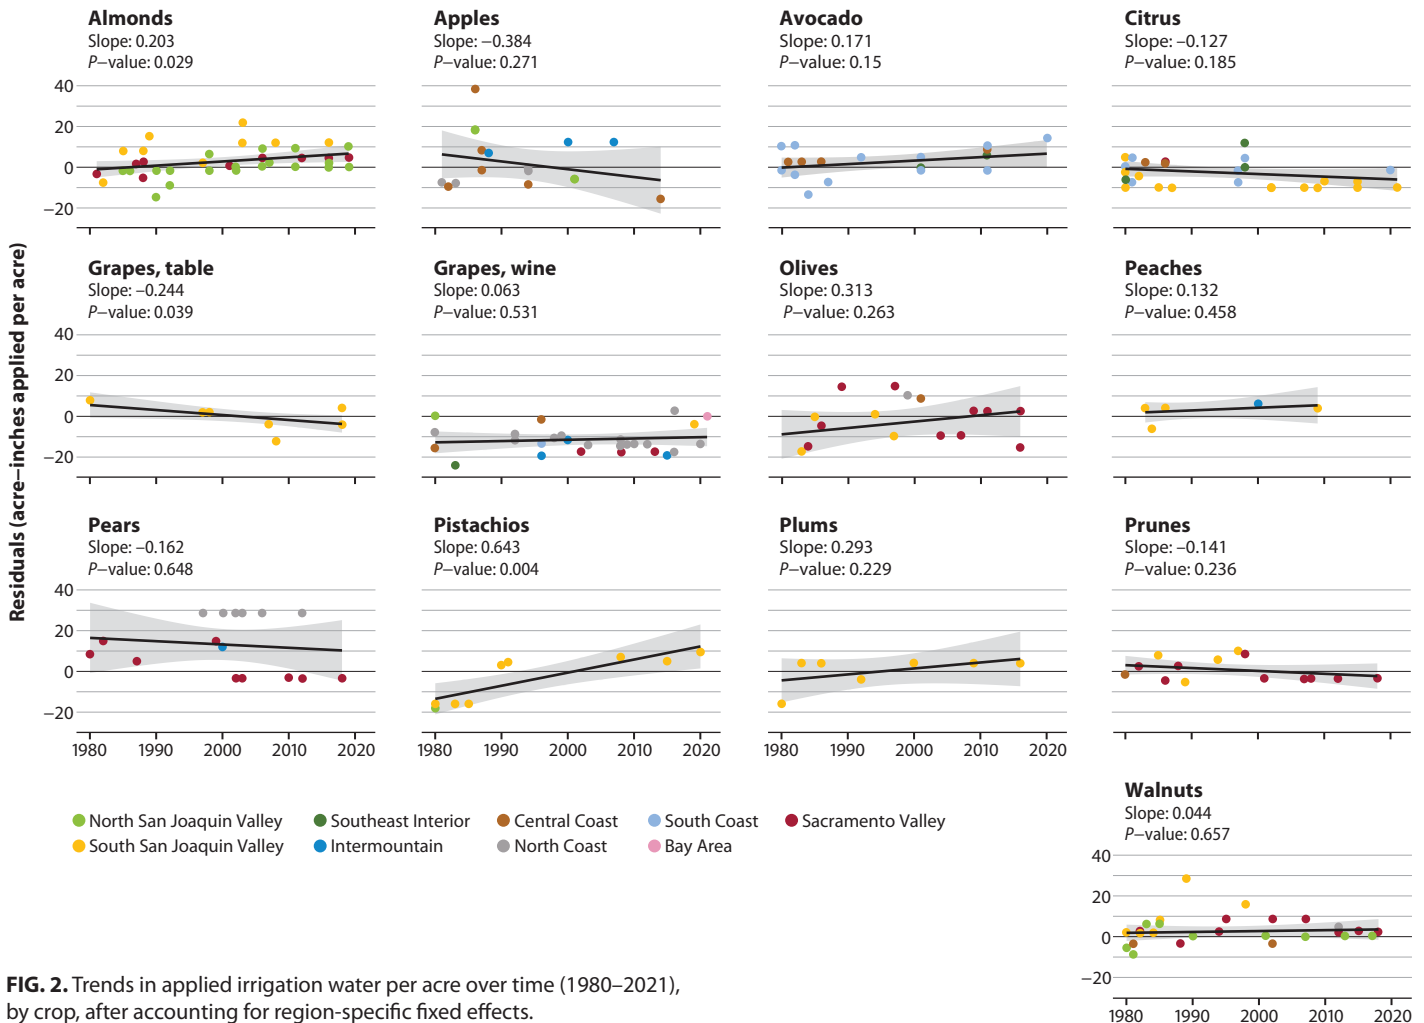 Almonds
Slope: 0.203
P–value: 0.029
Apples
Slope: –0.384
P–value: 0.271
Avocado
Slope: 0.171
P–value: 0.15
Citrus
Slope: –0.127
P–value: 0.185
40
20
0
–20
1980
1990
2000
2010
2020
Residuals (acre–inches applied per acre)
Grapes, table
Slope: –0.244
P–value: 0.039
Grapes, wine
Slope: 0.063
P–value: 0.531
Olives
Slope: 0.313
P–value: 0.263
Peaches
Slope: 0.132
P–value: 0.458
40
20
0
–20
Pears
Slope: –0.162
P–value: 0.648
Pistachios
Slope: 0.643
P–value: 0.004
Plums
Slope: 0.293
P–value: 0.229
Prunes
Slope: –0.141
P–value: 0.236
40
20
0
–20
1980 1990 2000 2010 2020
1980 1990 2000 2010 2020
1980 1990 2000 2010 2020
Walnuts
Slope: 0.044
P–value: 0.657
40
20
0
–20
1980 1990 2000 2010 2020
North San Joaquin Valley
Southeast Interior
Central Coast
South Coast
Sacramento Valley
South San Joaquin Valley
Intermountain
North Coast
Bay Area
FIG. 2. Trends in applied irrigation water per acre over time (1980–2021),
by crop, after accounting for region-specific fixed effects.